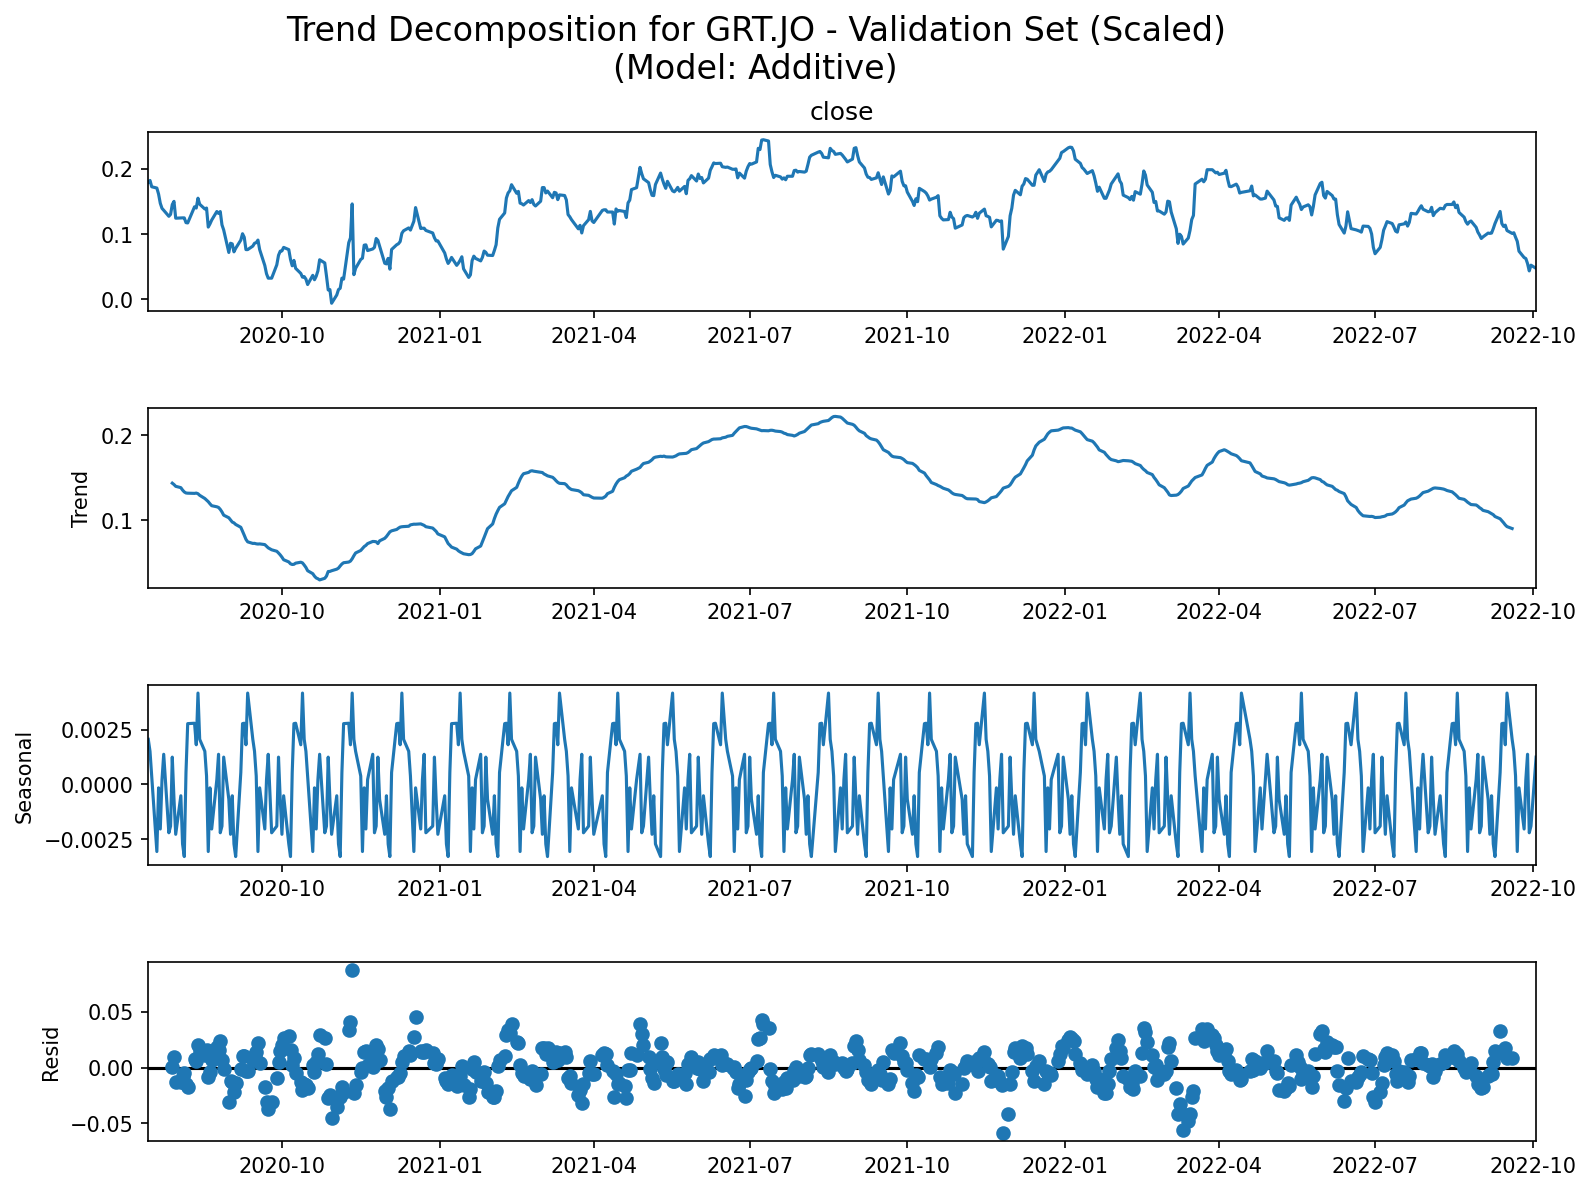 Trend Decomposition for GRT.JO - Validation Set (Scaled)
(Model: Additive)
close
0.2
0.1
0.0
2020-10 2021-01 2021-04 2021-07 2021-10 2022-01 2022-04 2022-07 2022-10
Trend
0.2
0.1
2020-10 2021-01 2021-04 2021-07 2021-10 2022-01 2022-04 2022-07 2022-10
Seasonal
0.0025
0.0000
−0.0025
2020-10 2021-01 2021-04 2021-07 2021-10 2022-01 2022-04 2022-07 2022-10
Resid
0.05
0.00
−0.05
2020-10 2021-01 2021-04 2021-07 2021-10 2022-01 2022-04 2022-07 2022-10